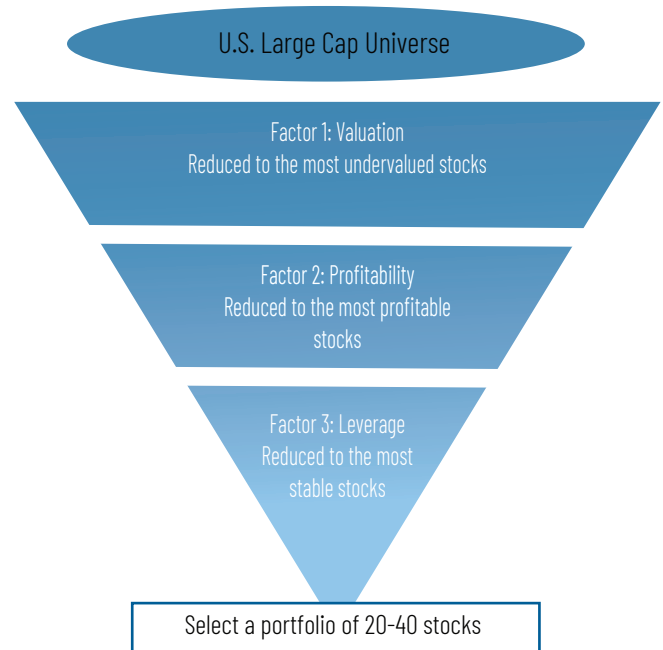 U.S. Large Cap Universe
Factor 1: Valuation
Reduced to the most undervalued stocks
Factor 2: Profitability
Reduced to the most profitable
stocks
Factor 3: Leverage
Reduced to the most
stable stocks
Select a portfolio of 20-40 stocks